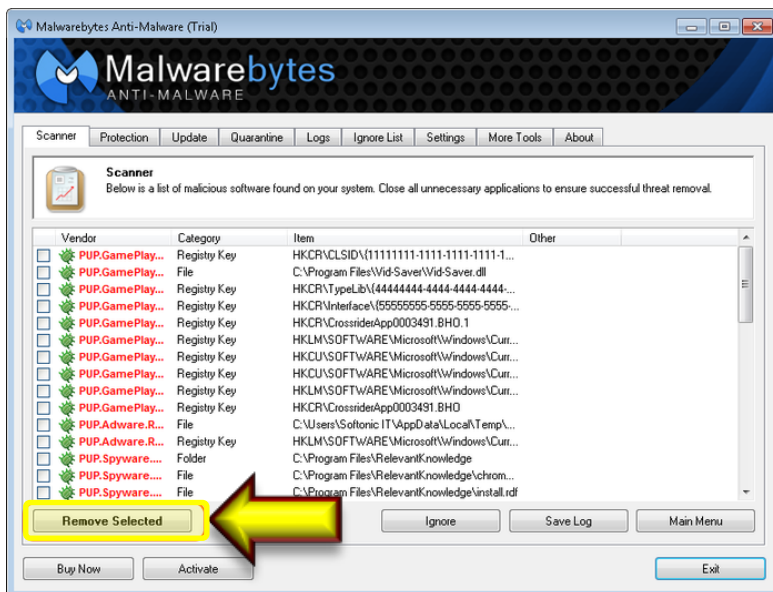 Malwarebytes Anti-Malware (Trial)
Malwarebytes
ANTI-MALWARE
Scanner Protection Update Quarantine Logs Ignore List Settings More Tools About
Scanner
Below is a list of malicious software found on your system. Close all unnecessary applications to ensure successful threat removal.
Vendor Category Item Other
PUP.GamePlay... Registry Key HKCR\CLSID\{11111111-1111-1111-1111-1...
PUP.GamePlay... File C:\Program Files\Vid-Saver\Vid-Saver.dll
PUP.GamePlay... Registry Key HKCR\TypeLib\{44444444-4444-4444-4444-...
PUP.GamePlay... Registry Key HKCR\Interface\{55555555-5555-5555-5555-...
PUP.GamePlay... Registry Key HKCR\CrossriderApp0003491.BHO.1
PUP.GamePlay... Registry Key HKLM\SOFTWARE\Microsoft\Windows\Curr...
PUP.GamePlay... Registry Key HKCU\SOFTWARE\Microsoft\Windows\Curr...
PUP.GamePlay... Registry Key HKCU\SOFTWARE\Microsoft\Windows\Curr...
PUP.GamePlay... Registry Key HKLM\SOFTWARE\Microsoft\Windows\Curr...
PUP.GamePlay... Registry Key HKCR\CrossriderApp0003491.BHO
PUP.Adware.R... File C:\Users\Softonic IT\AppData\Local\Temp\...
PUP.Adware.R... Registry Key HKLM\SOFTWARE\Microsoft\Windows\Curr...
PUP.Spyware.... Folder C:\Program Files\RelevantKnowledge
PUP.Spyware.... File C:\Program Files\RelevantKnowledge\chrom...
PUP.Spyware.... File C:\Program Files\RelevantKnowledge\install.rdf
Remove Selected Ignore Save Log Main Menu
Buy Now Activate Exit